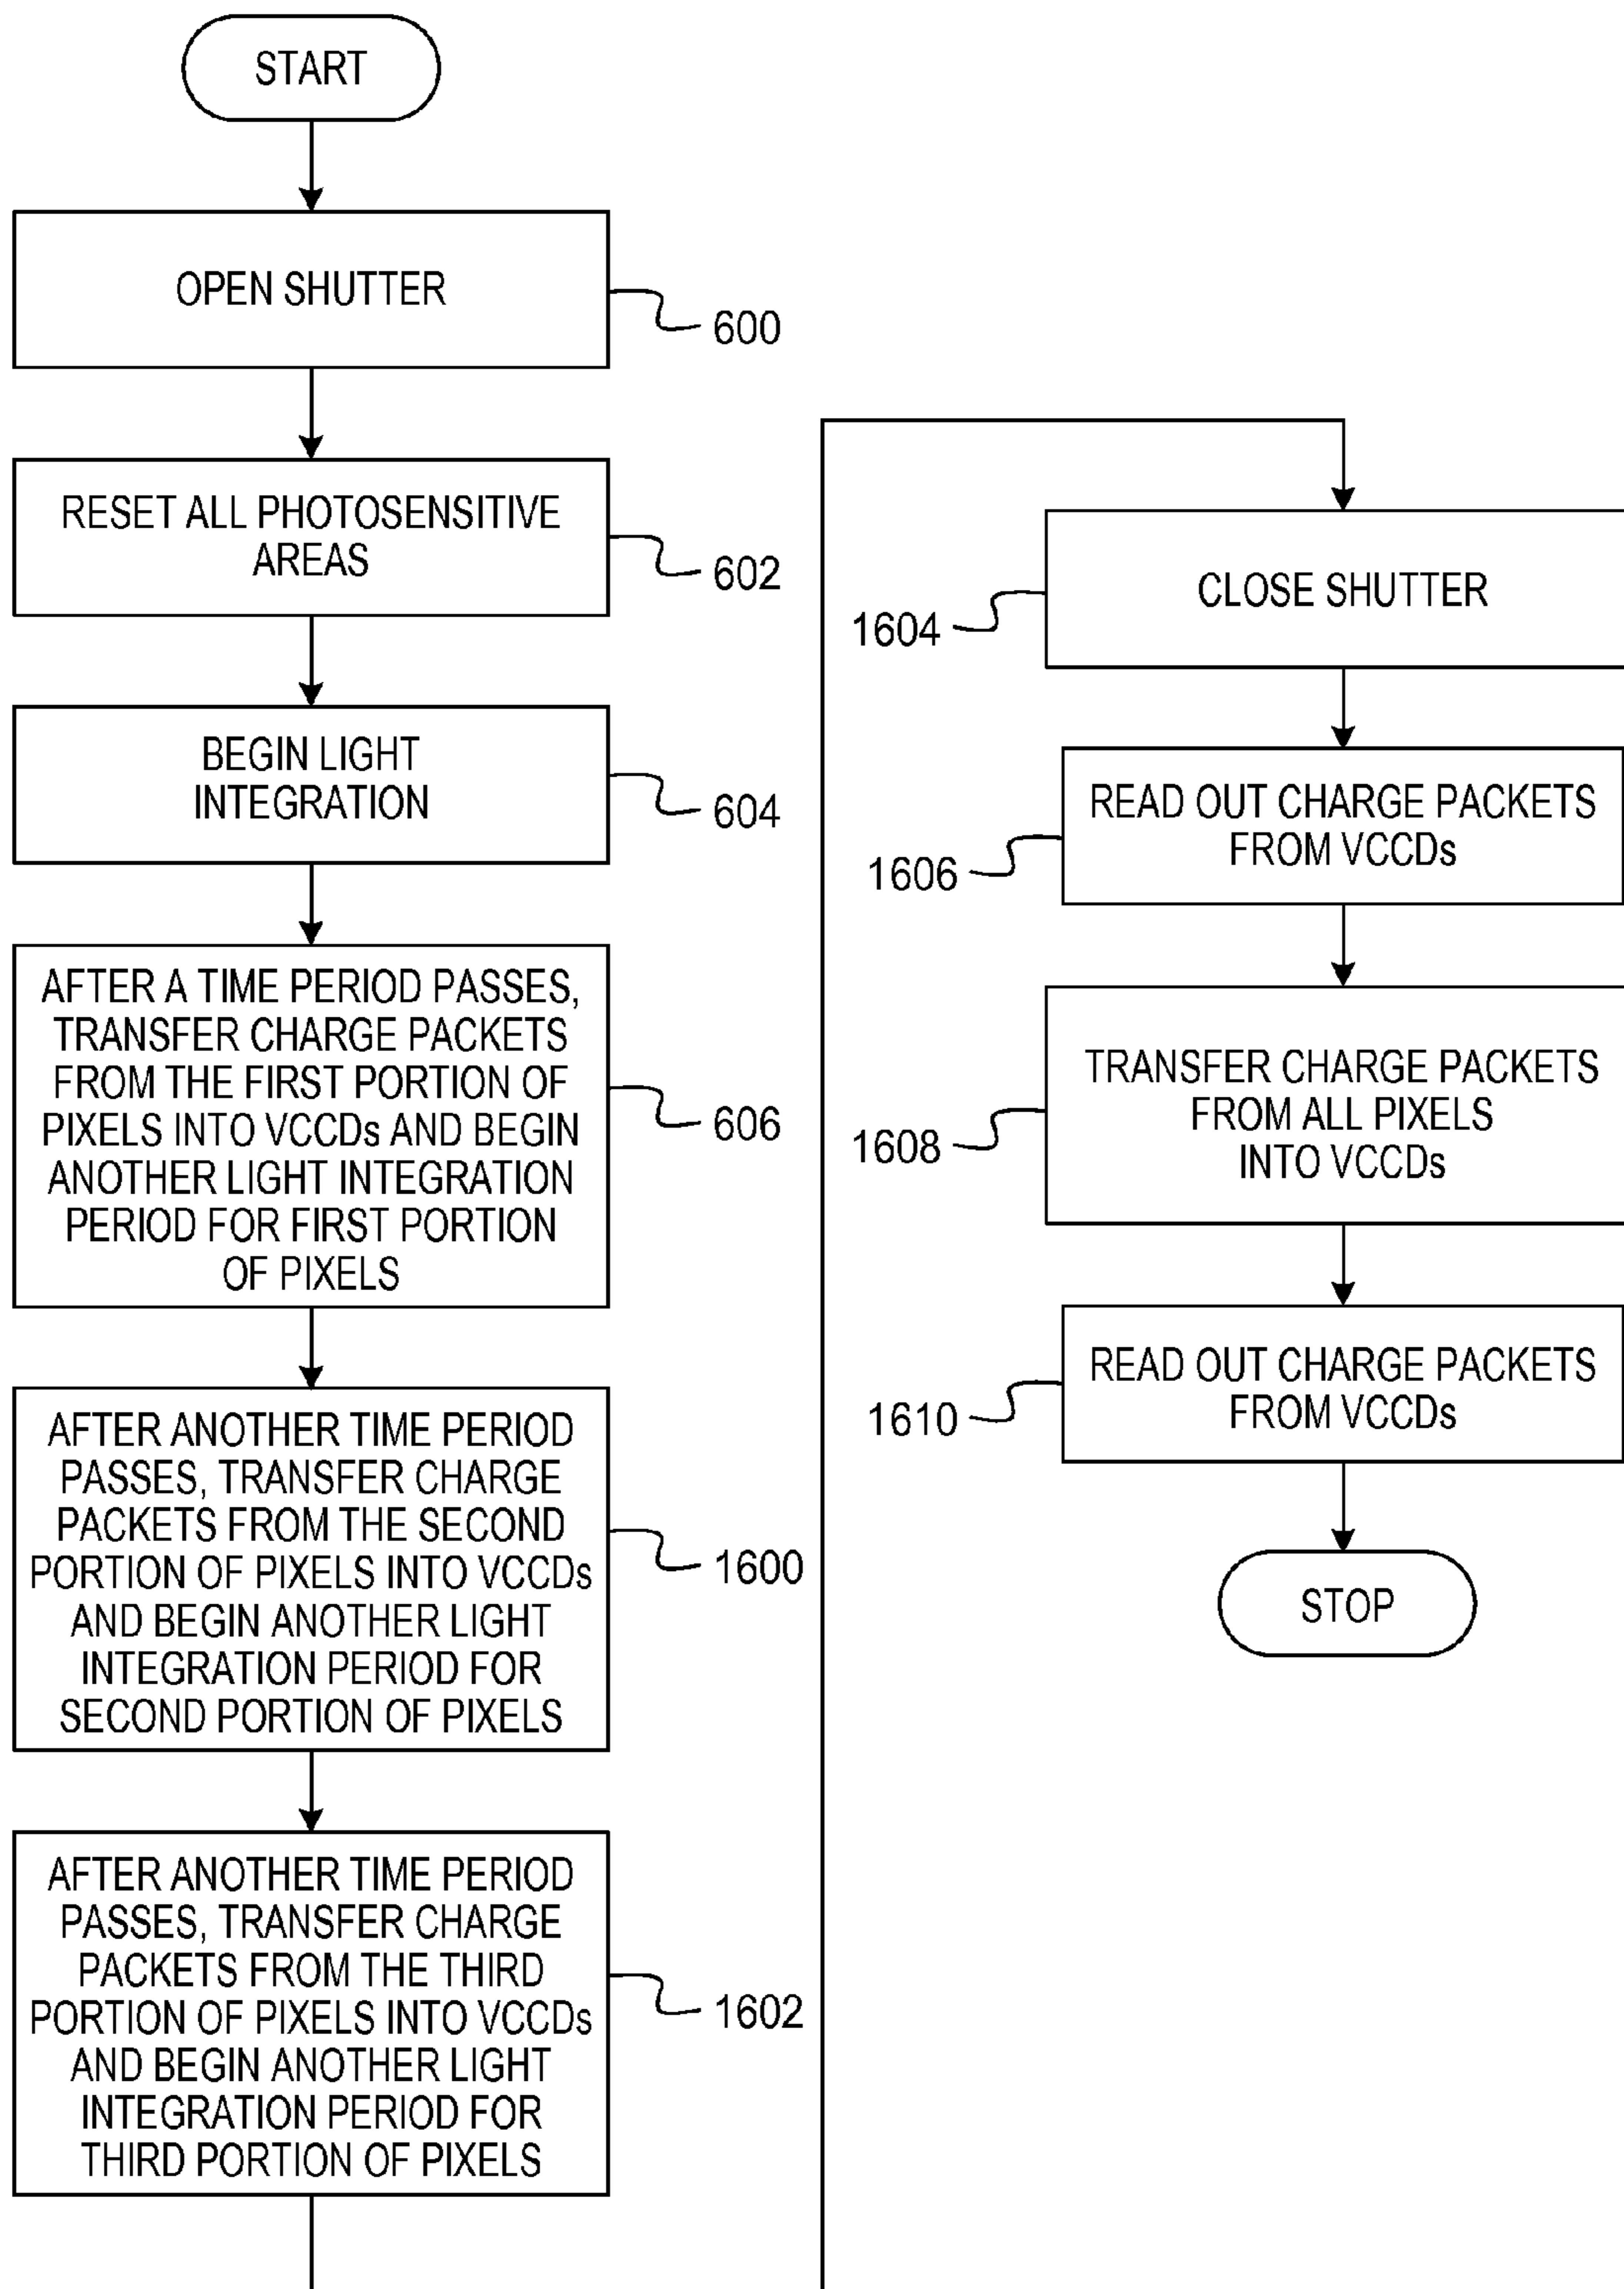 START
OPEN SHUTTER
600
RESET ALL PHOTOSENSITIVE
AREAS
602
BEGIN LIGHT
INTEGRATION
604
AFTER A TIME PERIOD PASSES,
TRANSFER CHARGE PACKETS
FROM THE FIRST PORTION OF
PIXELS INTO VCCDs AND BEGIN
ANOTHER LIGHT INTEGRATION
PERIOD FOR FIRST PORTION
OF PIXELS
606
AFTER ANOTHER TIME PERIOD
PASSES, TRANSFER CHARGE
PACKETS FROM THE SECOND
PORTION OF PIXELS INTO VCCDs
AND BEGIN ANOTHER LIGHT
INTEGRATION PERIOD FOR
SECOND PORTION OF PIXELS
1600
AFTER ANOTHER TIME PERIOD
PASSES, TRANSFER CHARGE
PACKETS FROM THE THIRD
PORTION OF PIXELS INTO VCCDs
AND BEGIN ANOTHER LIGHT
INTEGRATION PERIOD FOR
THIRD PORTION OF PIXELS
1602
CLOSE SHUTTER
1604
READ OUT CHARGE PACKETS
FROM VCCDs
1606
TRANSFER CHARGE PACKETS
FROM ALL PIXELS
INTO VCCDs
1608
READ OUT CHARGE PACKETS
FROM VCCDs
1610
STOP